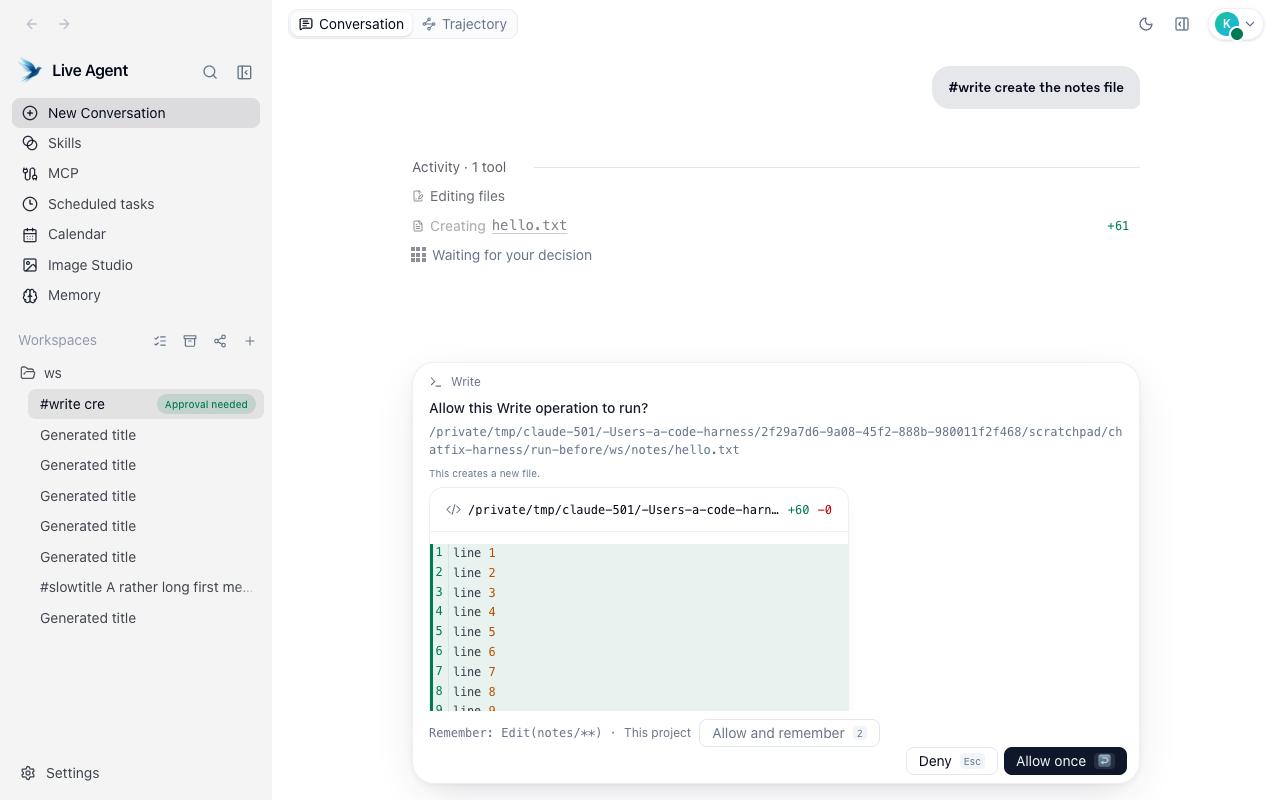 Conversation
Trajectory
K
Live Agent
New Conversation
Skills
MCP
Scheduled tasks
Calendar
Image Studio
Memory
Workspaces
ws
#write cre Approval needed
Generated title
Generated title
Generated title
Generated title
Generated title
#slowtitle A rather long first me…
Generated title
Settings
#write create the notes file
Activity · 1 tool
Editing files
Creating hello.txt +61
Waiting for your decision
Write
Allow this Write operation to run?
/private/tmp/claude-501/-Users-a-code-harness/2f29a7d6-9a08-45f2-888b-980011f2f468/scratchpad/ch
atfix-harness/run-before/ws/notes/hello.txt
This creates a new file.
/private/tmp/claude-501/-Users-a-code-harn… +60 -0
1 line 1
2 line 2
3 line 3
4 line 4
5 line 5
6 line 6
7 line 7
8 line 8
9 line 9
Remember: Edit(notes/**) · This project Allow and remember 2
Deny Esc Allow once